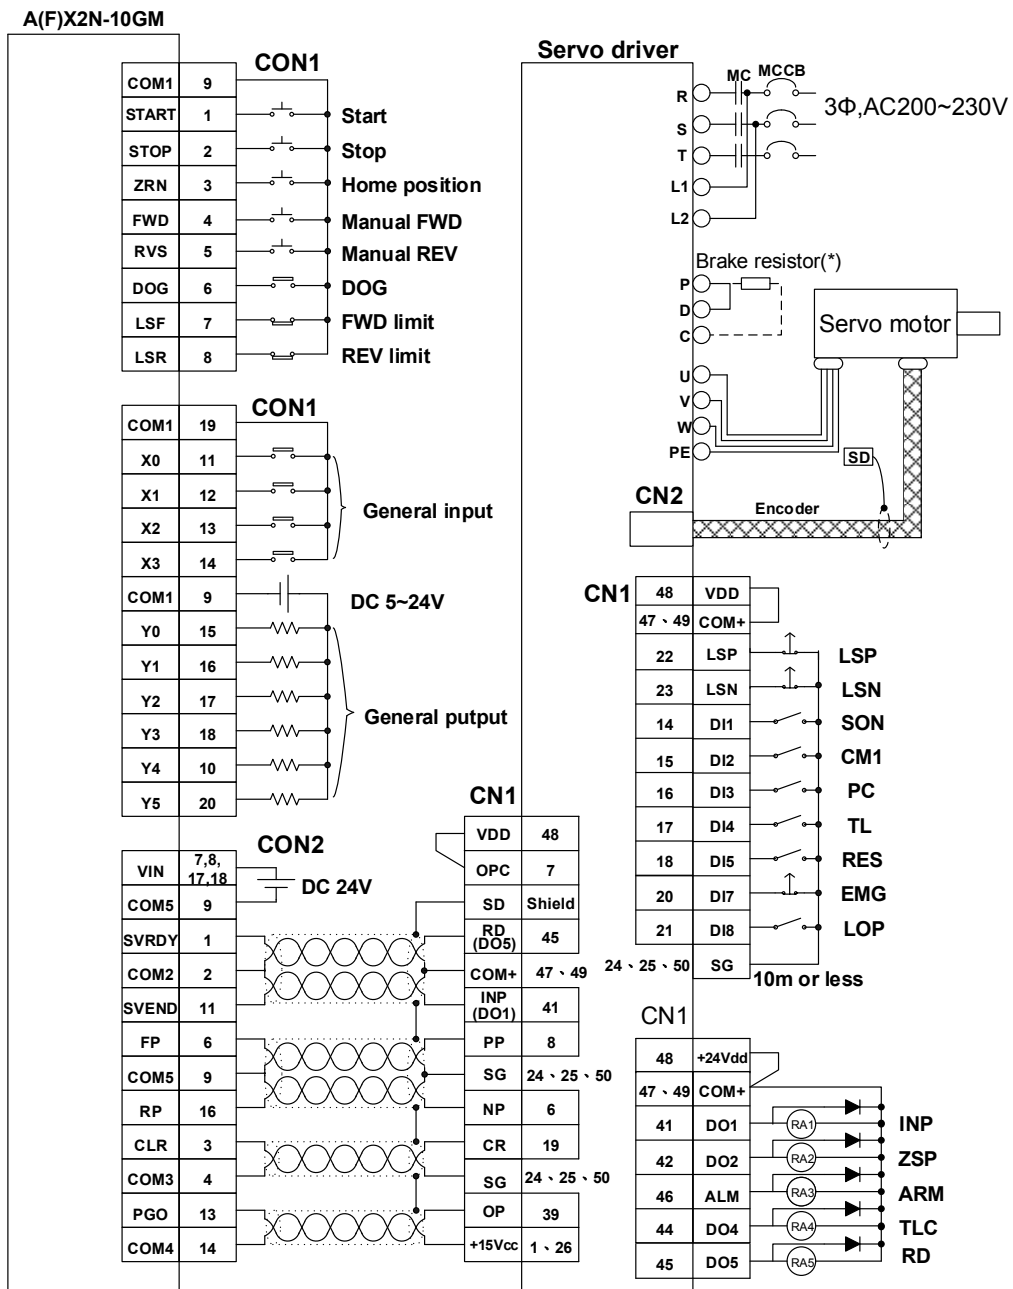 A(F)X2N-10GM
CON1
COM1 9
START 1 Start
STOP 2 Stop
ZRN 3 Home position
FWD 4 Manual FWD
RVS 5 Manual REV
DOG 6 DOG
LSF 7 FWD limit
LSR 8 REV limit
CON1
COM1 19
X0 11
X1 12
X2 13
X3 14
General input
COM1 9 DC 5~24V
Y0 15
Y1 16
Y2 17
Y3 18
Y4 10
Y5 20
General putput
CON2
VIN 7,8, 17,18
DC 24V
COM5 9
SVRDY 1
COM2 2
SVEND 11
FP 6
COM5 9
RP 16
CLR 3
COM3 4
PGO 13
COM4 14
CN1
VDD 48
OPC 7
SD Shield
RD (DO5) 45
COM+ 47、49
INP (DO1) 41
PP 8
SG 24、25、50
NP 6
CR 19
SG 24、25、50
OP 39
+15Vcc 1、26
Servo driver
MC MCCB
R
S
T
L1
L2
3Φ,AC200~230V
Brake resistor(*)
P
D
C
Servo motor
U
V
W
PE
SD
CN2
Encoder
CN1
48 VDD
47、49 COM+
22 LSP LSP
23 LSN LSN
14 DI1 SON
15 DI2 CM1
16 DI3 PC
17 DI4 TL
18 DI5 RES
20 DI7 EMG
21 DI8 LOP
24、25、50 SG
10m or less
CN1
48 +24Vdd
47、49 COM+
41 DO1 RA1 INP
42 DO2 RA2 ZSP
46 ALM RA3 ARM
44 DO4 RA4 TLC
45 DO5 RA5 RD